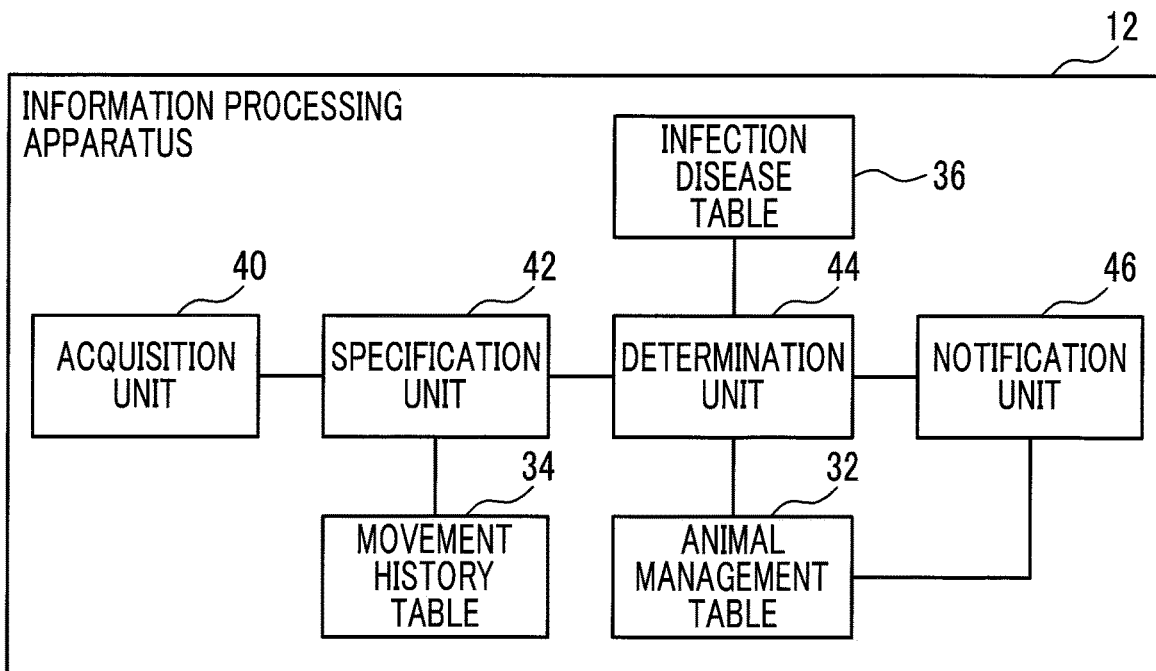 12
INFORMATION PROCESSING
APPARATUS
INFECTION
DISEASE
TABLE
36
40
42
44
46
ACQUISITION
UNIT
SPECIFICATION
UNIT
DETERMINATION
UNIT
NOTIFICATION
UNIT
34
32
MOVEMENT
HISTORY
TABLE
ANIMAL
MANAGEMENT
TABLE